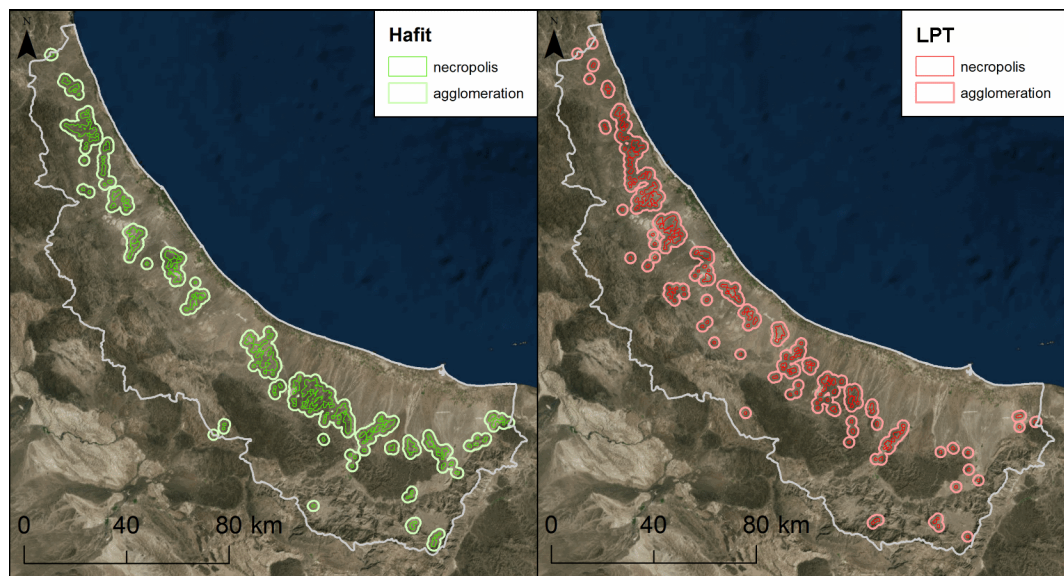 N
Hafit
necropolis
agglomeration
0 40 80 km
N
LPT
necropolis
agglomeration
0 40 80 km